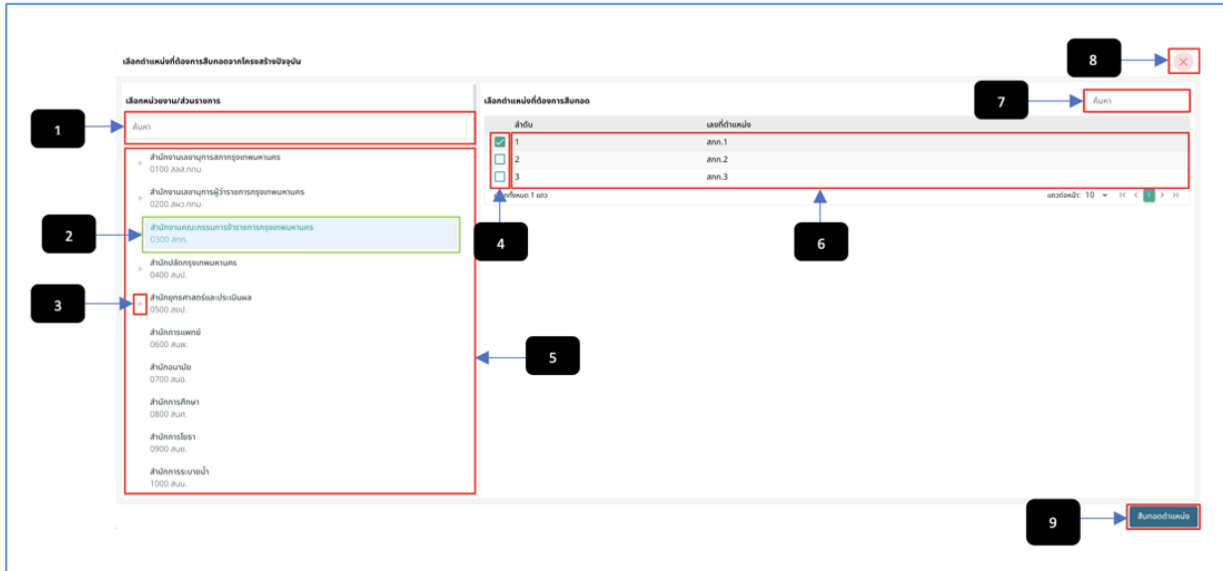 เลือกตำแหน่งที่ต้องการสืบทอดจากโครงสร้างปัจจุบัน
8
เลือกหน่วยงาน/ส่วนราชการ
1
ค้นหา
สำนักงานเลขานุการสภากรุงเทพมหานคร
0100 สลส.กทม.
สำนักงานเลขานุการผู้ว่าราชการกรุงเทพมหานคร
0200 สผว.กทม.
2
สำนักงานคณะกรรมการข้าราชการกรุงเทพมหานคร
0300 สกก.
สำนักปลัดกรุงเทพมหานคร
0400 สนป.
3
สำนักยุทธศาสตร์และประเมินผล
0500 สยป.
สำนักการแพทย์
0600 สนพ.
สำนักอนามัย
0700 สนอ.
สำนักการศึกษา
0800 สนศ.
สำนักการโยธา
0900 สนย.
สำนักการระบายน้ำ
1000 สนน.
5
เลือกตำแหน่งที่ต้องการสืบทอด
7
ค้นหา
ลำดับ เลขที่ตำแหน่ง
1 สกก.1
2 สกก.2
3 สกก.3
ทั้งหมด 1 แถว
แถวต่อหน้า: 10
1
4
6
9
สืบทอดตำแหน่ง